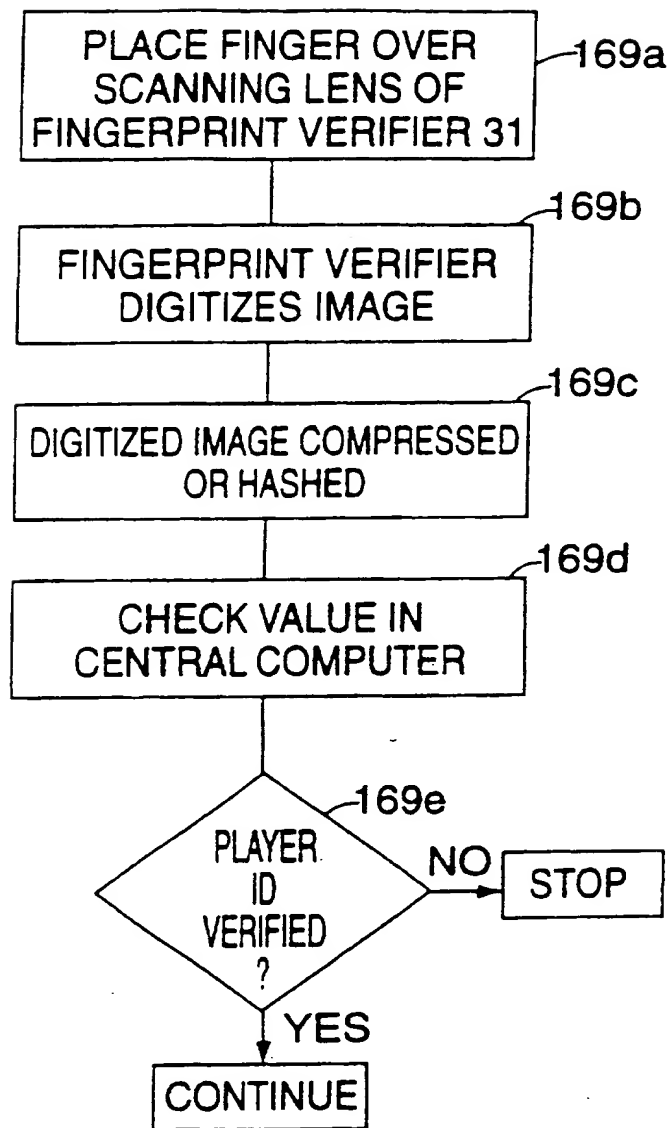 PLACE FINGER OVER
SCANNING LENS OF
FINGERPRINT VERIFIER 31
169a
169b
FINGERPRINT VERIFIER
DIGITIZES IMAGE
169c
DIGITIZED IMAGE COMPRESSED
OR HASHED
169d
CHECK VALUE IN
CENTRAL COMPUTER
169e
PLAYER
ID
VERIFIED
?
NO
STOP
YES
CONTINUE